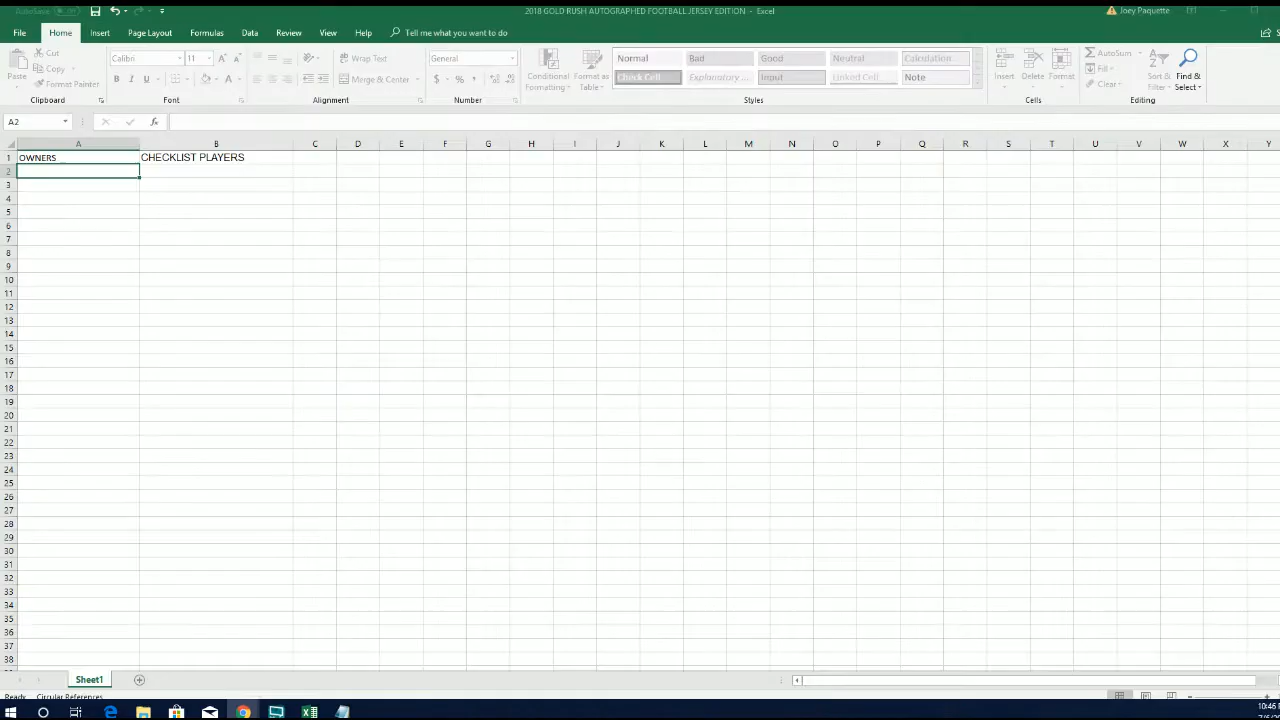 AutoSave Off
2018 GOLD RUSH AUTOGRAPHED FOOTBALL JERSEY EDITION - Excel
Joey Paquette
File Home Insert Page Layout Formulas Data Review View Help Tell me what you want to do
Cut
Copy
Format Painter
Paste
Clipboard
Calibri 11
B I U
Font
Wrap Text
Merge & Center
Alignment
General
$ % ,
Number
Conditional Formatting
Format as Table
Normal Bad Good Neutral Calculation
Check Cell Explanatory ... Input Linked Cell Note
Styles
Insert Delete Format
Cells
AutoSum
Fill
Clear
Sort & Filter
Find & Select
Editing
A2 fx
A B C D E F G H I J K L M N O P Q R S T U V W X Y
1 OWNERS CHECKLIST PLAYERS
2
3
4
5
6
7
8
9
10
11
12
13
14
15
16
17
18
19
20
21
22
23
24
25
26
27
28
29
30
31
32
33
34
35
36
37
38
Sheet1
Ready Circular References
10:46